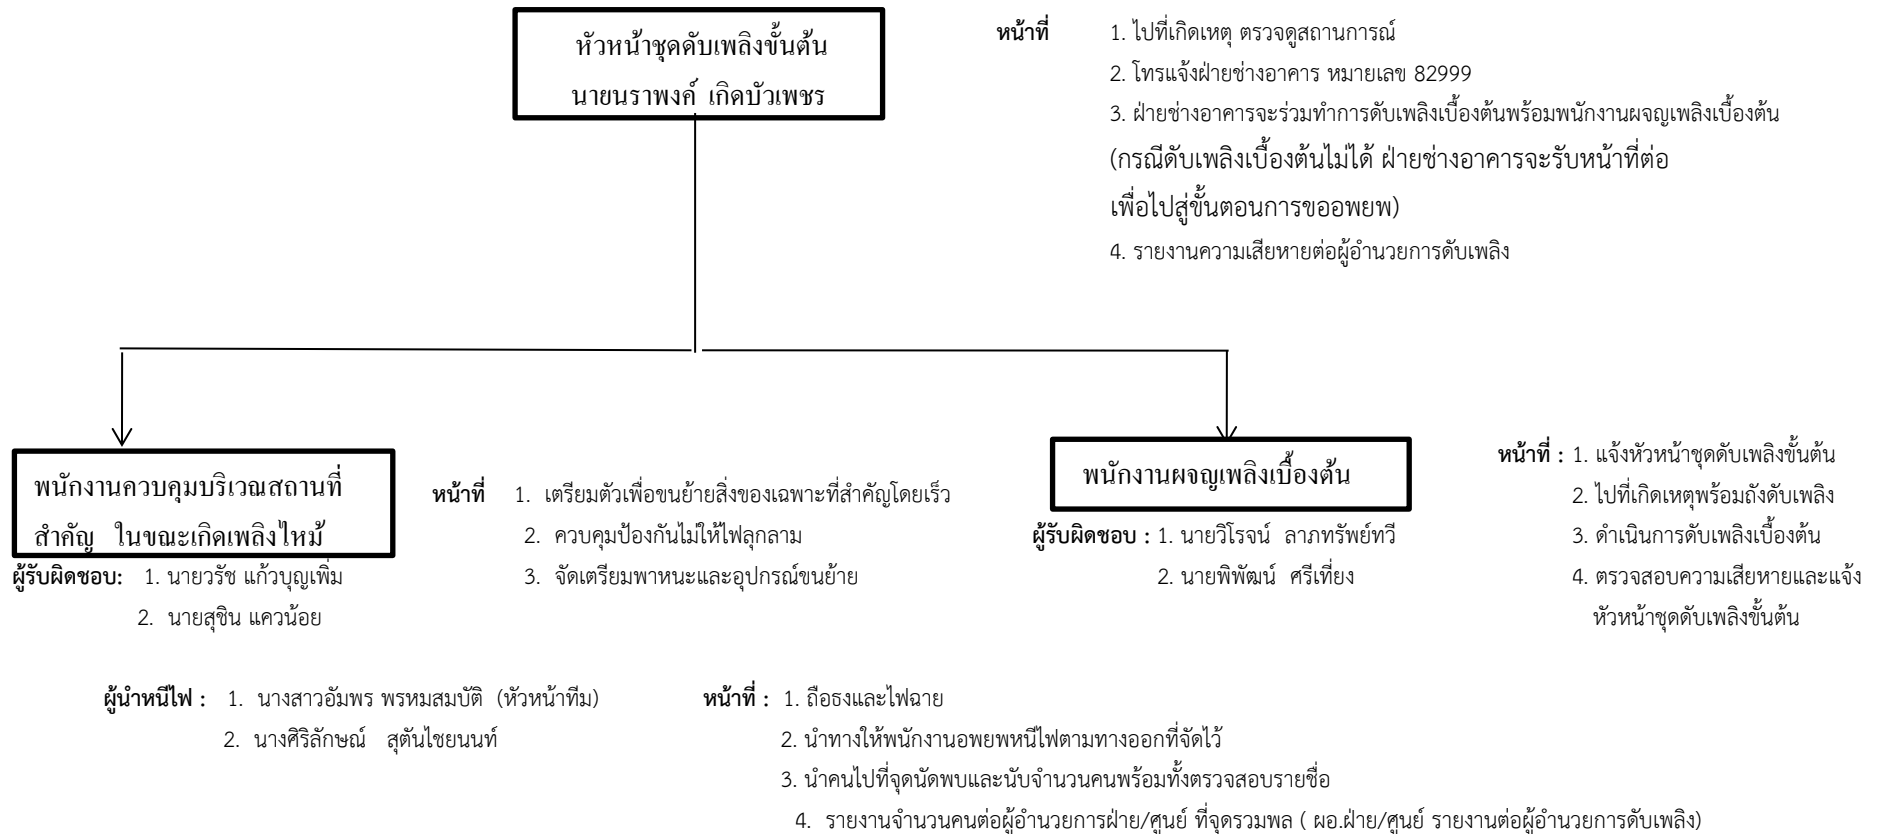 หัวหน้าชุดดับเพลิงขั้นต้น
นายนราพงค์ เกิดบัวเพชร
หน้าที่ 1. ไปที่เกิดเหตุ ตรวจดูสถานการณ์
2. โทรแจ้งฝ่ายช่างอาคาร หมายเลข 82999
3. ฝ่ายช่างอาคารจะร่วมทำการดับเพลิงเบื้องต้นพร้อมพนักงานผจญเพลิงเบื้องต้น
(กรณีดับเพลิงเบื้องต้นไม่ได้ ฝ่ายช่างอาคารจะรับหน้าที่ต่อ
เพื่อไปสู่ขั้นตอนการขออพยพ)
4. รายงานความเสียหายต่อผู้อำนวยการดับเพลิง
พนักงานควบคุมบริเวณสถานที่
สำคัญ ในขณะเกิดเพลิงไหม้
ผู้รับผิดชอบ: 1. นายวรัช แก้วบุญเพิ่ม
2. นายสุชิน แควน้อย
หน้าที่ 1. เตรียมตัวเพื่อขนย้ายสิ่งของเฉพาะที่สำคัญโดยเร็ว
2. ควบคุมป้องกันไม่ให้ไฟลุกลาม
3. จัดเตรียมพาหนะและอุปกรณ์ขนย้าย
พนักงานผจญเพลิงเบื้องต้น
ผู้รับผิดชอบ : 1. นายวิโรจน์ ลาภทรัพย์ทวี
2. นายพิพัฒน์ ศรีเที่ยง
หน้าที่ : 1. แจ้งหัวหน้าชุดดับเพลิงขั้นต้น
2. ไปที่เกิดเหตุพร้อมถังดับเพลิง
3. ดำเนินการดับเพลิงเบื้องต้น
4. ตรวจสอบความเสียหายและแจ้ง
หัวหน้าชุดดับเพลิงขั้นต้น
ผู้นำหนีไฟ : 1. นางสาวอัมพร พรหมสมบัติ (หัวหน้าทีม)
2. นางศิริลักษณ์ สุตันไชยนนท์
หน้าที่ : 1. ถือธงและไฟฉาย
2. นำทางให้พนักงานอพยพหนีไฟตามทางออกที่จัดไว้
3. นำคนไปที่จุดนัดพบและนับจำนวนคนพร้อมทั้งตรวจสอบรายชื่อ
4. รายงานจำนวนคนต่อผู้อำนวยการฝ่าย/ศูนย์ ที่จุดรวมพล ( ผอ.ฝ่าย/ศูนย์ รายงานต่อผู้อำนวยการดับเพลิง)